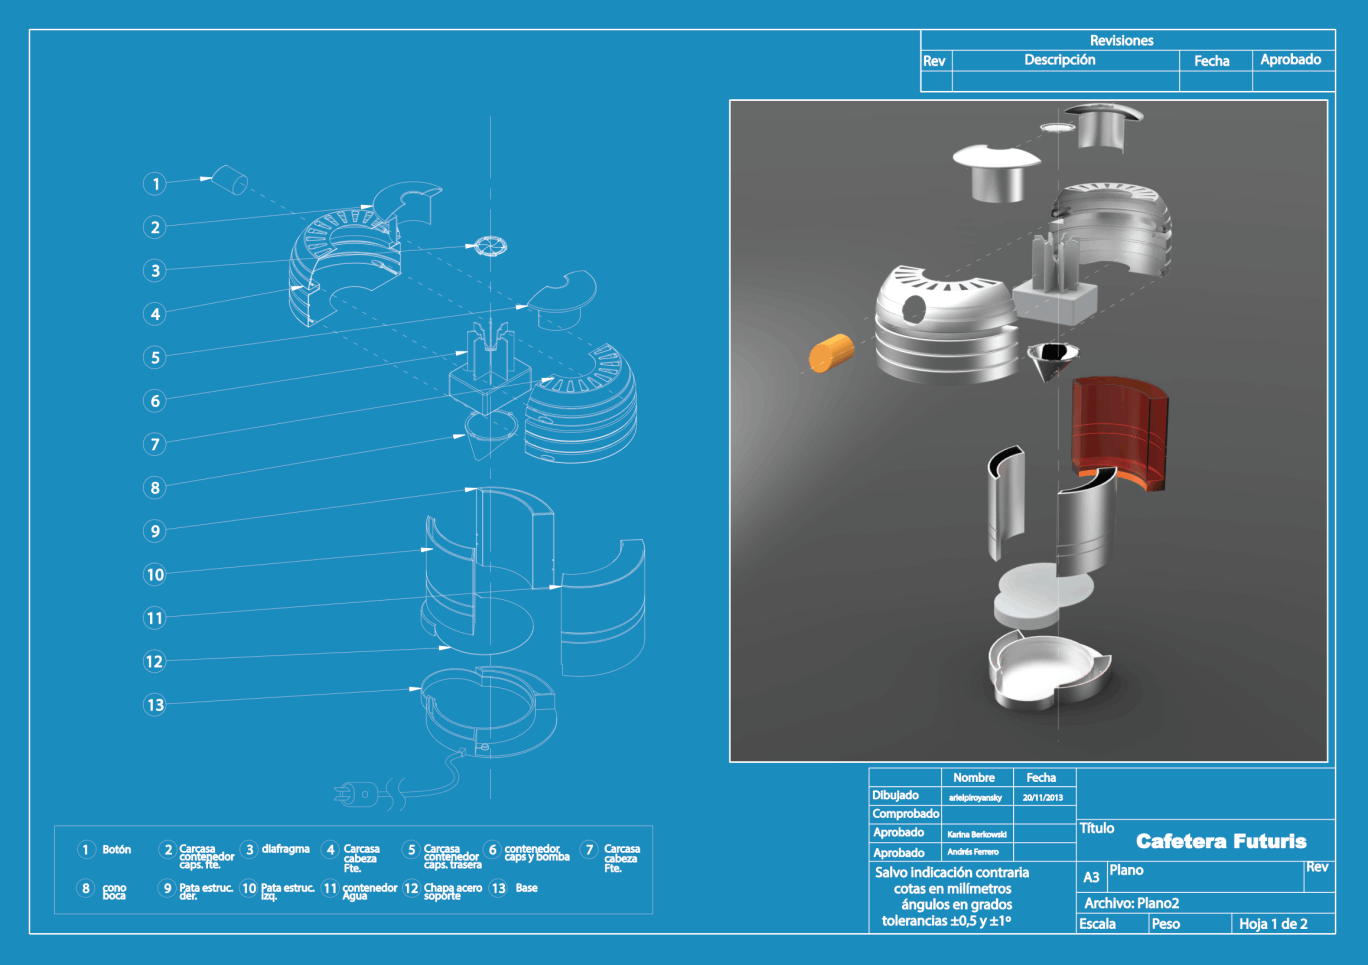 Revisiones
Rev Descripción Fecha Aprobado
1
2
3
4
5
6
7
8
9
10
11
12
13
1 Botón
2 Carcasa
contenedor
caps. fte.
3 diafragma
4 Carcasa
cabeza
Fte.
5 Carcasa
contenedor
caps. trasera
6 contenedor
caps y bomba
7 Carcasa
cabeza
Fte.
8 cono
boca
9 Pata estruc.
der.
10 Pata estruc.
izq.
11 contenedor
Agua
12 Chapa acero
soporte
13 Base
Nombre Fecha
Dibujado arielpiroyansky 20/11/2013
Comprobado
Aprobado Karina Berkowski
Aprobado Andrés Ferrero
Salvo indicación contraria
cotas en milímetros
ángulos en grados
tolerancias ±0,5 y ±1º
Título
Cafetera Futuris
A3 Plano Rev
Archivo: Plano2
Escala Peso Hoja 1 de 2